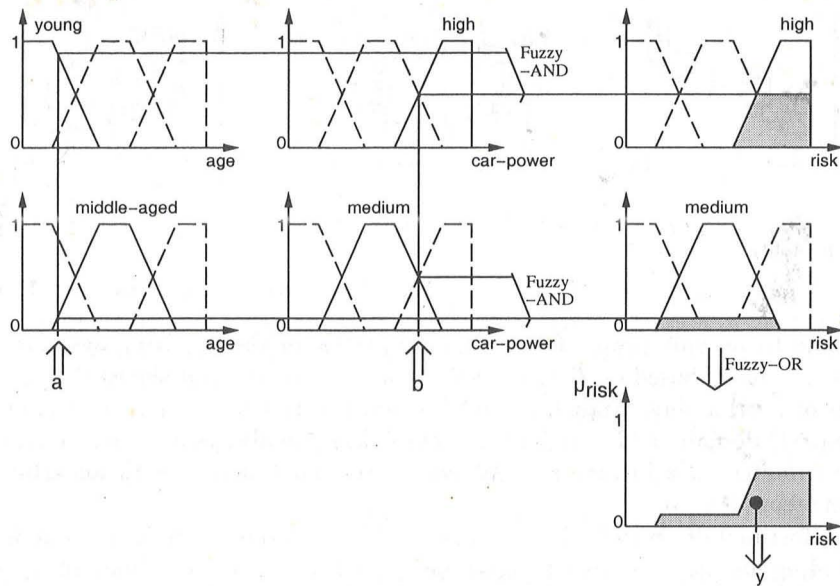 young
high
high
1
1
1
Fuzzy
–AND
0
0
0
age
car–power
risk
middle–aged
medium
medium
1
1
1
Fuzzy
–AND
0
0
0
age
car–power
risk
a
b
Fuzzy–OR
μrisk
1
0
risk
y